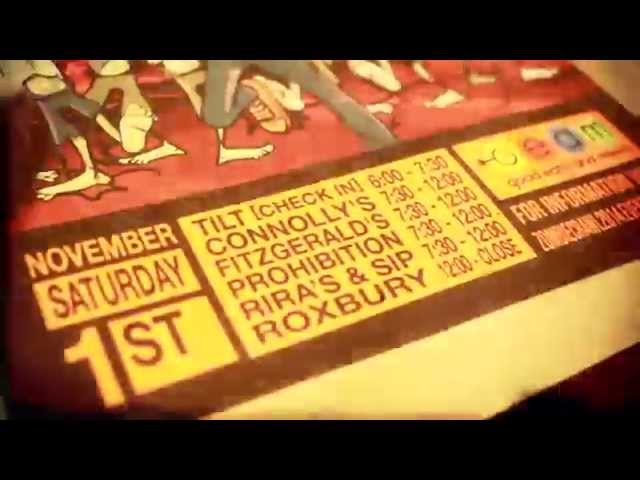 NOVEMBER
SATURDAY
1ST
TILT [CHECK IN] 6:00 - 7:30
CONNOLLY'S 7:30 - 12:00
FITZGERALD'S 7:30 - 12:00
PROHIBITION 7:30 - 12:00
RIRA'S & SIP 7:30 - 12:00
ROXBURY 12:00 - CLOSE
eam
FOR INFORMATION